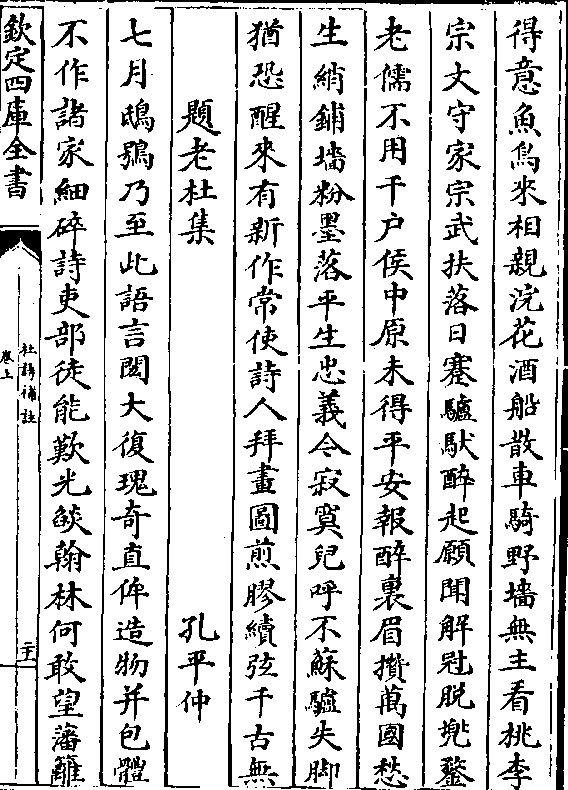 得意魚鳥來相親浣花酒船散車騎野墻無主看桃李
宗文守家宗武扶落日蹇驢馱醉起願聞解冠脫兜鍪
老儒不用千户侯中原未得平安報醉裏眉攢萬國愁
生綃鋪墻粉墨落平生忠義今寂寞兒呼不蘇驢失脚
猶恐醒來有新作常使詩人拜畫圖煎膠續弦千古無
題老杜集 孔平仲
七月鴟鴞乃至此語言閎大復瑰奇直侔造物并包體
不作諸家細碎詩吏部徒能歎光燄翰林何敢望藩籬
欽定四庫全書
杜詩補註
卷上
二十一